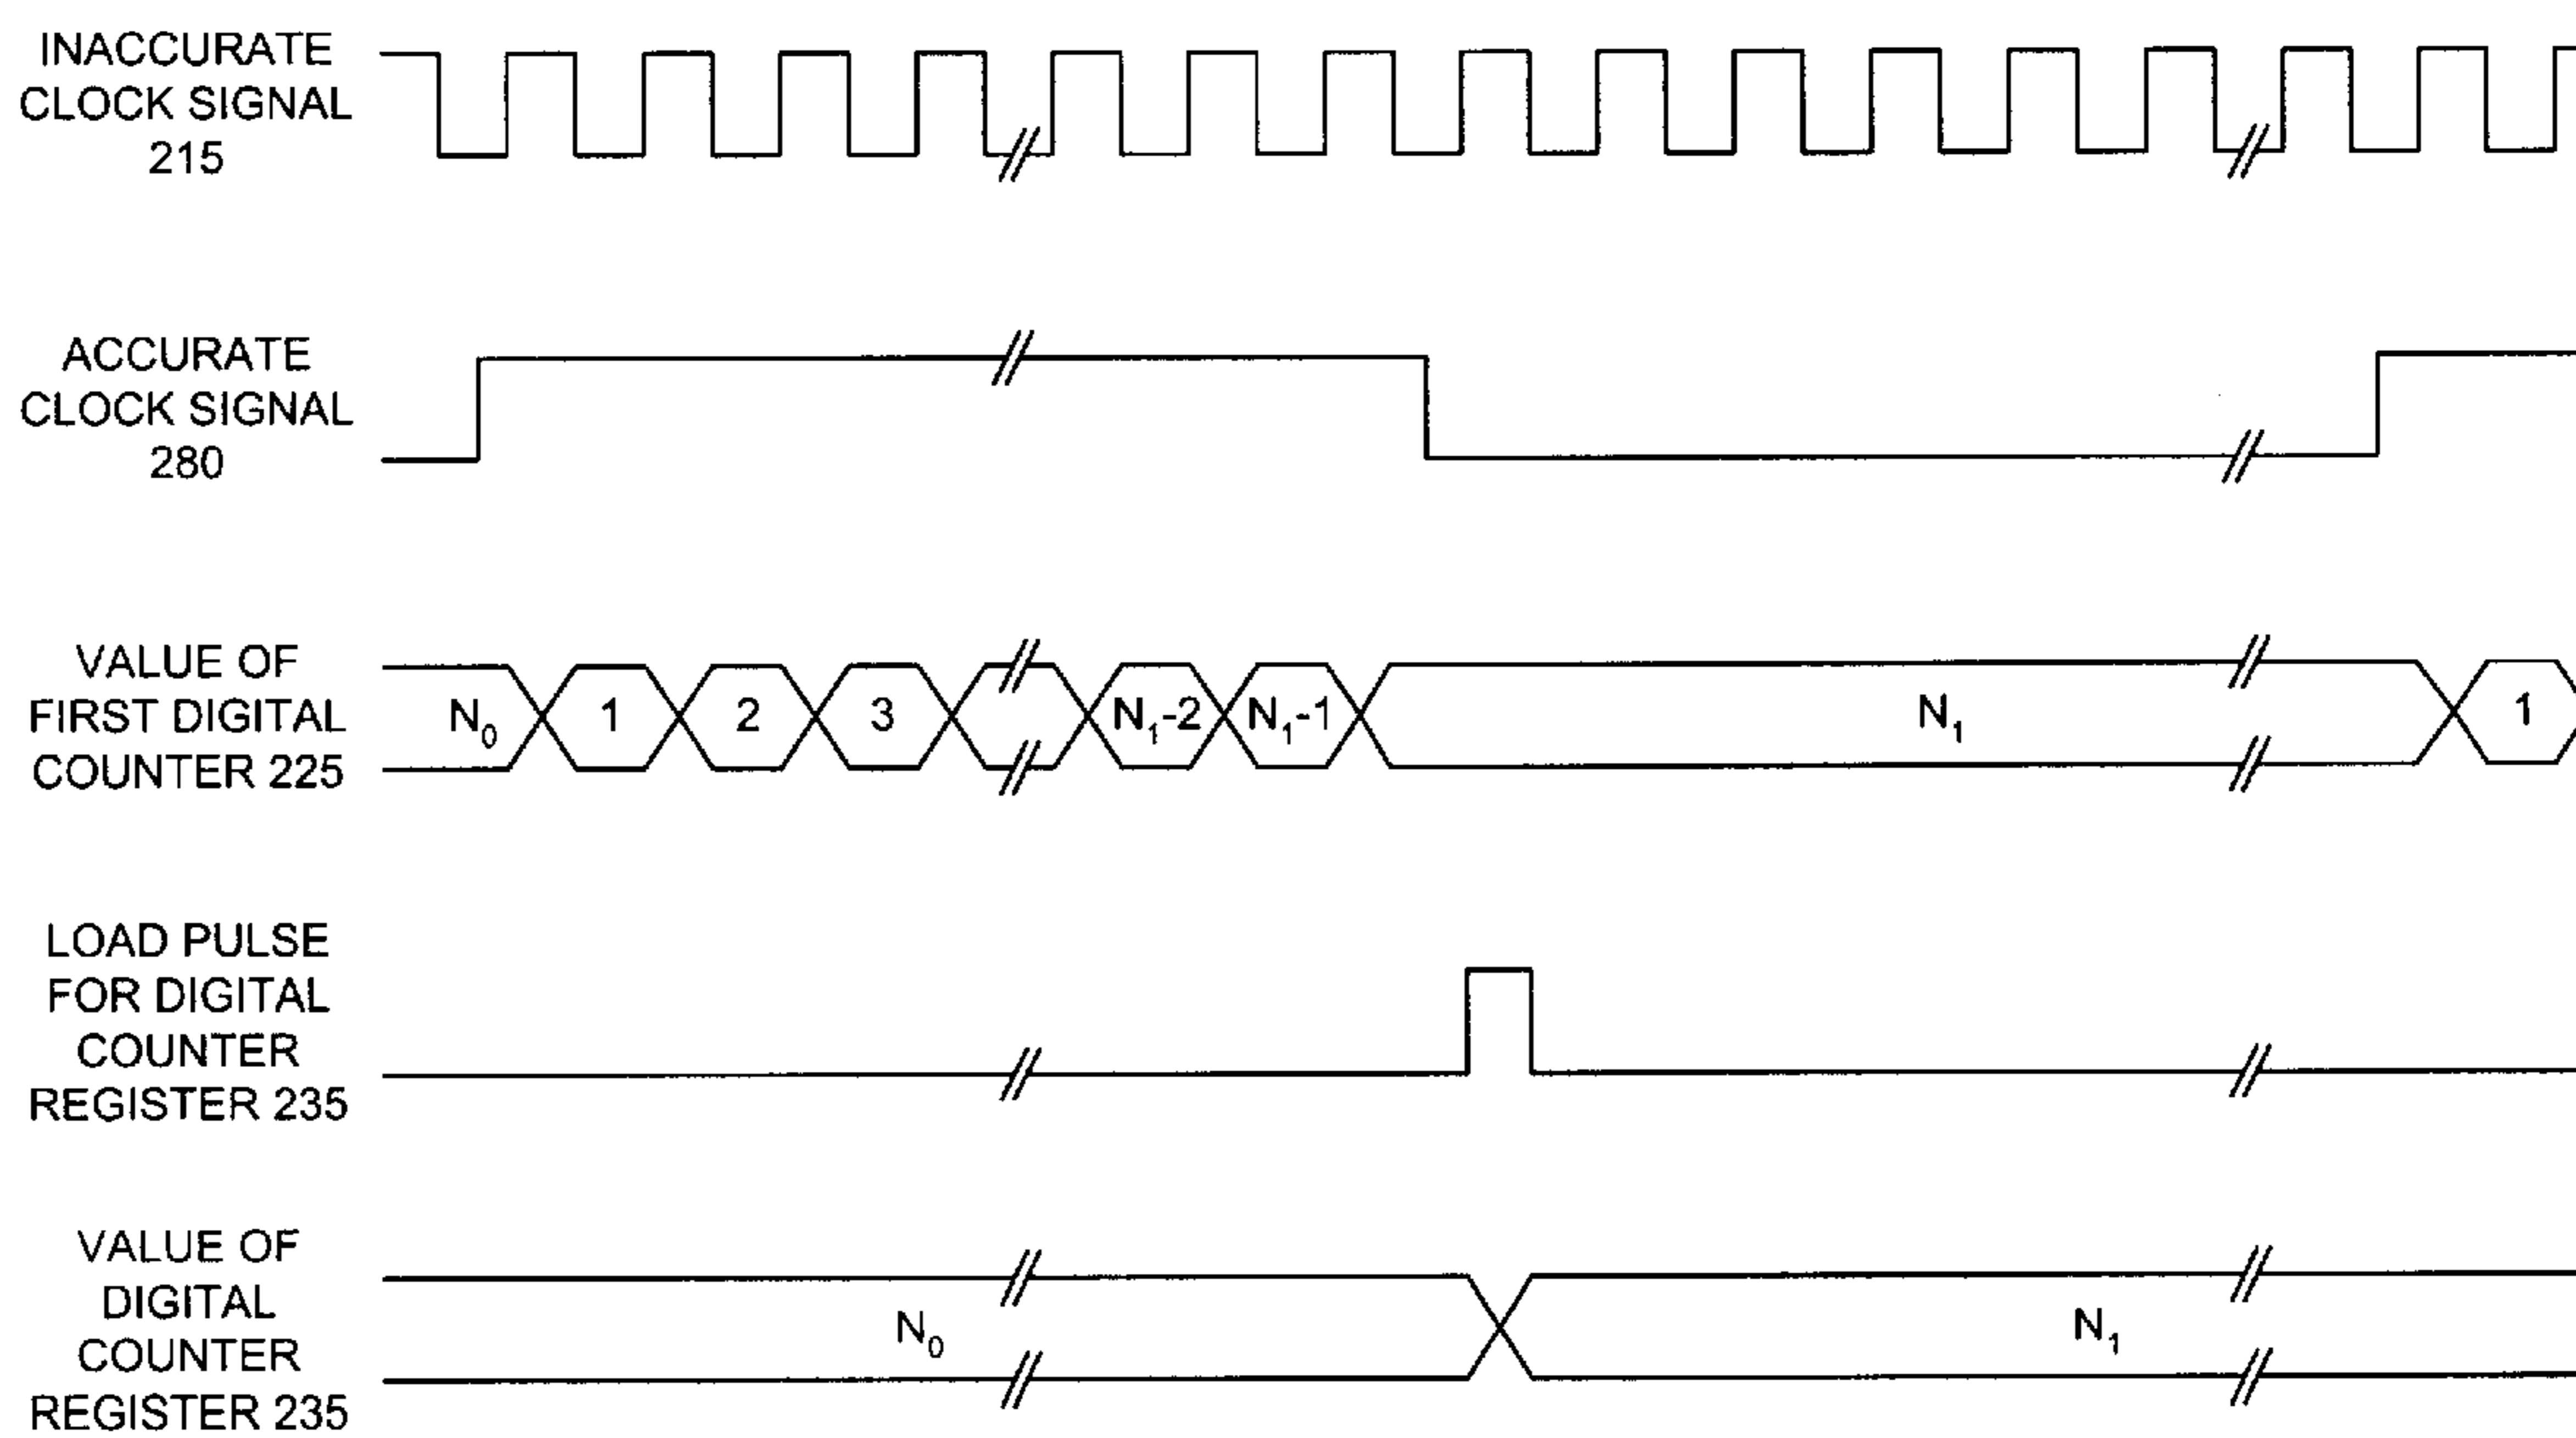 INACCURATE
CLOCK SIGNAL
215
ACCURATE
CLOCK SIGNAL
280
VALUE OF
FIRST DIGITAL
COUNTER 225
N₀ 1 2 3 N₁-2 N₁-1 N₁ 1
LOAD PULSE
FOR DIGITAL
COUNTER
REGISTER 235
VALUE OF
DIGITAL
COUNTER
REGISTER 235
N₀ N₁